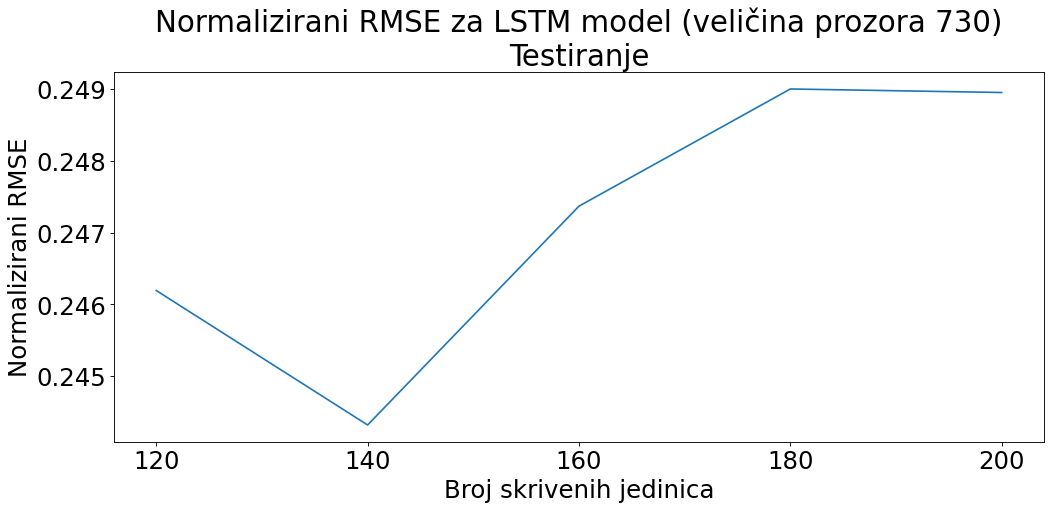 Normalizirani RMSE za LSTM model (veličina prozora 730)
Testiranje
Normalizirani RMSE
0.249
0.248
0.247
0.246
0.245
120 140 160 180 200
Broj skrivenih jedinica